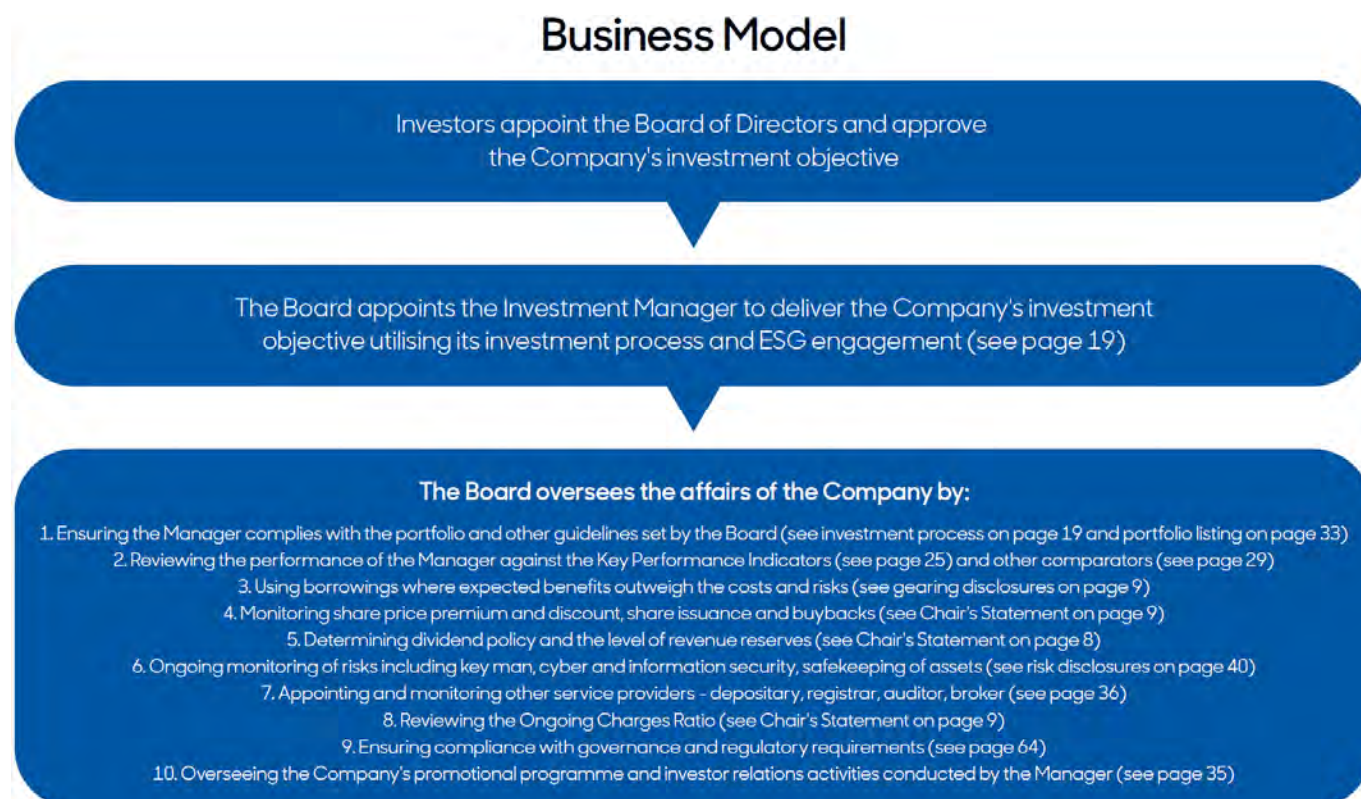 Business Model
Investors appoint the Board of Directors and approve
the Company's investment objective
The Board appoints the Investment Manager to deliver the Company's investment
objective utilising its investment process and ESG engagement (see page 19)
The Board oversees the affairs of the Company by:
1. Ensuring the Manager complies with the portfolio and other guidelines set by the Board (see investment process on page 19 and portfolio listing on page 33)
2. Reviewing the performance of the Manager against the Key Performance Indicators (see page 25) and other comparators (see page 29)
3. Using borrowings where expected benefits outweigh the costs and risks (see gearing disclosures on page 9)
4. Monitoring share price premium and discount, share issuance and buybacks (see Chair's Statement on page 9)
5. Determining dividend policy and the level of revenue reserves (see Chair's Statement on page 8)
6. Ongoing monitoring of risks including key man, cyber and information security, safekeeping of assets (see risk disclosures on page 40)
7. Appointing and monitoring other service providers - depositary, registrar, auditor, broker (see page 36)
8. Reviewing the Ongoing Charges Ratio (see Chair's Statement on page 9)
9. Ensuring compliance with governance and regulatory requirements (see page 64)
10. Overseeing the Company's promotional programme and investor relations activities conducted by the Manager (see page 35)